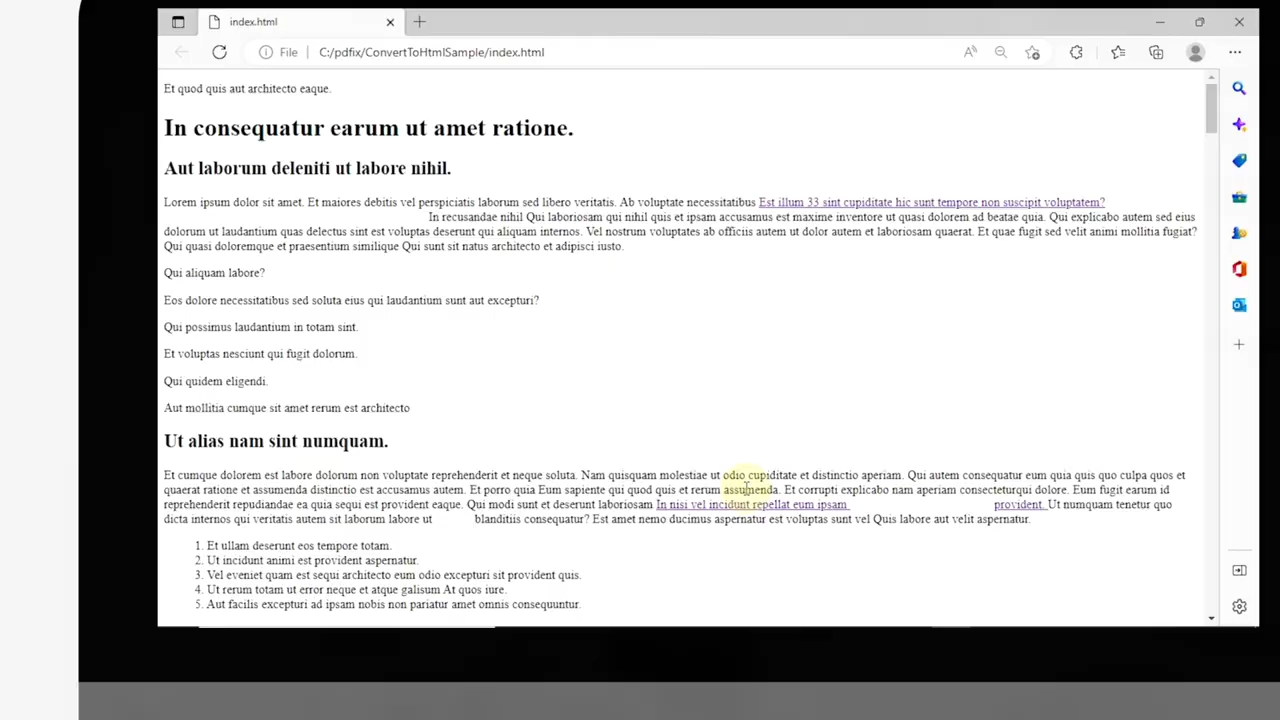 index.html
File C:/pdfix/ConvertToHtmlSample/index.html
Et quod quis aut architecto eaque.
In consequatur earum ut amet ratione.
Aut laborum deleniti ut labore nihil.
Lorem ipsum dolor sit amet. Et maiores debitis vel perspiciatis laborum sed libero veritatis. Ab voluptate necessitatibus Est illum 33 sint cupiditate hic sunt tempore non suscipit voluptatem?
In recusandae nihil Qui laboriosam qui nihil quis et ipsam accusamus est maxime inventore ut quasi dolorem ad beatae quia. Qui explicabo autem sed eius
dolorum ut laudantium quas delectus sint est voluptas deserunt qui aliquam internos. Vel nostrum voluptates ab officiis autem ut dolor autem et laboriosam quaerat. Et quae fugit sed velit animi mollitia fugiat?
Qui quasi doloremque et praesentium similique Qui sunt sit natus architecto et adipisci iusto.
Qui aliquam labore?
Eos dolore necessitatibus sed soluta eius qui laudantium sunt aut excepturi?
Qui possimus laudantium in totam sint.
Et voluptas nesciunt qui fugit dolorum.
Qui quidem eligendi.
Aut mollitia cumque sit amet rerum est architecto
Ut alias nam sint numquam.
Et cumque dolorem est labore dolorum non voluptate reprehenderit et neque soluta. Nam quisquam molestiae ut odio cupiditate et distinctio aperiam. Qui autem consequatur eum quia quis quo culpa quos et
quaerat ratione et assumenda distinctio est accusamus autem. Et porro quia Eum sapiente qui quod quis et rerum assumenda. Et corrupti explicabo nam aperiam consecteturqui dolore. Eum fugit earum id
reprehenderit repudiandae ea quia sequi est provident eaque. Qui modi sunt et deserunt laboriosam In nisi vel incidunt repellat eum ipsam provident. Ut numquam tenetur quo
dicta internos qui veritatis autem sit laborum labore ut blanditiis consequatur? Est amet nemo ducimus aspernatur est voluptas sunt vel Quis labore aut velit aspernatur.
1. Et ullam deserunt eos tempore totam.
2. Ut incidunt animi est provident aspernatur.
3. Vel eveniet quam est sequi architecto eum odio excepturi sit provident quis.
4. Ut rerum totam ut error neque et atque galisum At quos iure.
5. Aut facilis excepturi ad ipsam nobis non pariatur amet omnis consequuntur.